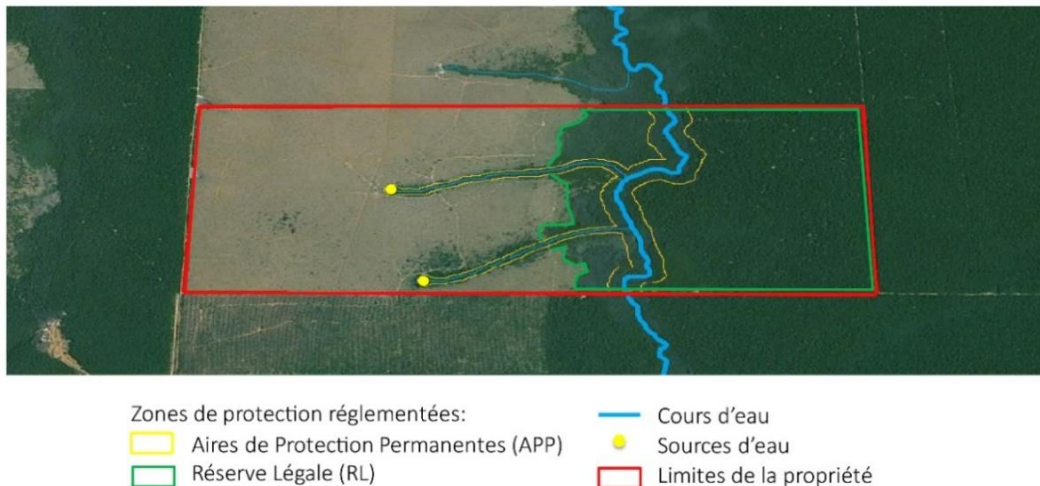 Zones de protection réglementées:
Aires de Protection Permanentes (APP)
Réserve Légale (RL)
Cours d'eau
Sources d'eau
Limites de la propriété